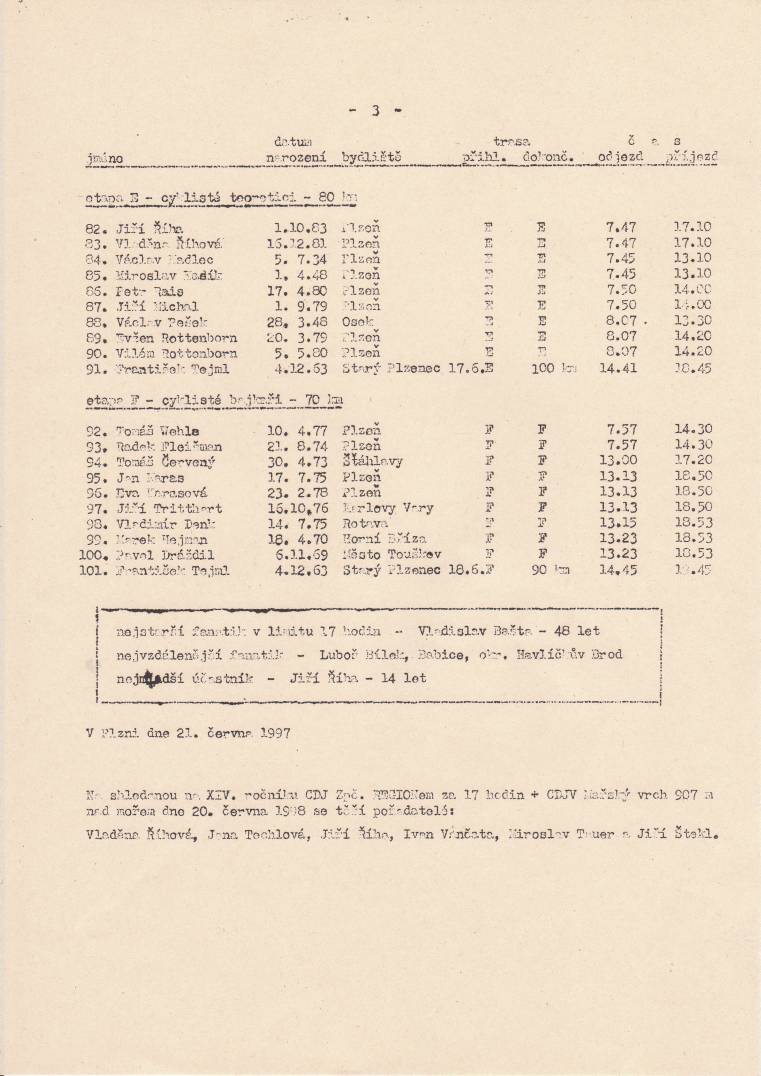 - 3 -
datum trasa č a s
jméno narození bydliště přihl. dokonč. odjezd příjezd
etapa E - cyklisté teoretici - 80 km
82. Jiří Říha 1.10.83 Plzeň E E 7.47 17.10
83. Vladěna Říhová 16.12.81 Plzeň E E 7.47 17.10
84. Václav Kadlec 5. 7.34 Plzeň E E 7.45 13.10
85. Miroslav 1. 4.48 Plzeň E E 7.45 13.10
86. Petr Rais 17. 4.80 Plzeň E E 7.50 14.00
87. Jiří Michal 1. 9.79 Plzeň E E 7.50 14.00
88. Václav Pešek 28. 3.48 Osek E E 8.07 13.30
89. Evžen Rottenborn 20. 3.79 Plzeň E E 8.07 14.20
90. Vilém Rottenborn 5. 5.80 Plzeň E E 8.07 14.20
91. František Tejml 4.12.63 Starý Plzenec 17.6.E 100 km 14.41 18.45
etapa F - cyklisté bajkeři - 70 km
92. Tomáš Wehle 10. 4.77 Plzeň F F 7.57 14.30
93. Radek Fleišman 21. 8.74 Plzeň F F 7.57 14.30
94. Tomáš Červený 30. 4.73 Šťáhlavy F F 13.00 17.20
95. Jan Karas 17. 7.75 Plzeň F F 13.13 18.50
96. Eva Karasová 23. 2.78 Plzeň F F 13.13 18.50
97. Jiří Tritthart 16.10.76 Karlovy Vary F F 13.13 18.50
98. Vladimír Denk 14. 7.75 Rotava F F 13.15 18.53
99. Marek Hejman 18. 4.70 Horní Bříza F F 13.23 18.53
100. Pavel Dráždil 6.11.69 Město Touškov F F 13.23 18.53
101. František Tejml 4.12.63 Starý Plzenec 18.6.F 90 km 14.45
nejstarší fanatik v limitu 17 hodin - Vladislav Bašta - 48 let
nejvzdálenější fanatik - Luboš Bílek, Babice, okr. Havlíčkův Brod
nejmladší účastník - Jiří Říha - 14 let
V Plzni dne 21. června 1997
Na shledanou na XIV. ročníku CDJ Zpč. REGIONem za 17 hodin + CDJV Mařský vrch 907 m
nad mořem dne 20. června 1998 se těší pořadatelé:
Vladěna Říhová, Jana Techlová, Jiří Říha, Ivan Vánčata, Miroslav Tauer a Jiří Štekl.